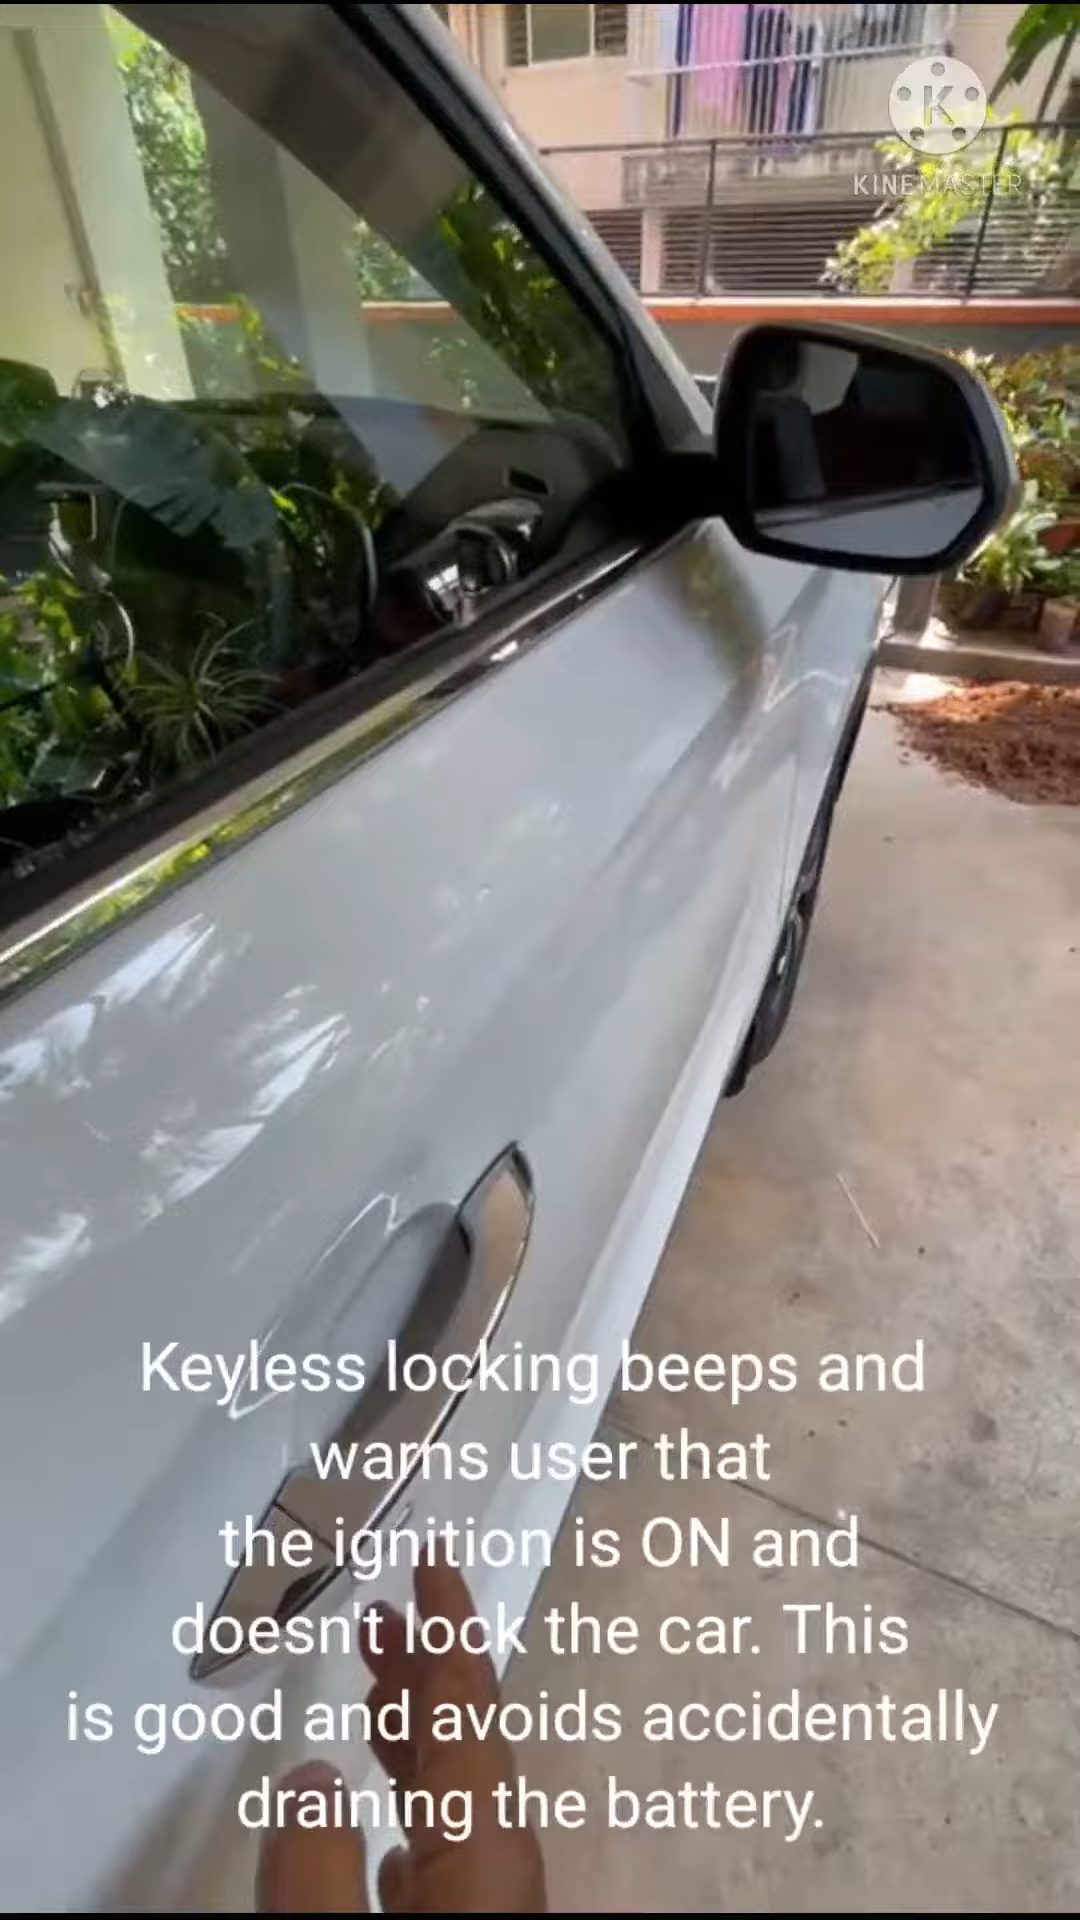 K
KINEMASTER
Keyless locking beeps and
warns user that
the ignition is ON and
doesn't lock the car. This
is good and avoids accidentally
draining the battery.